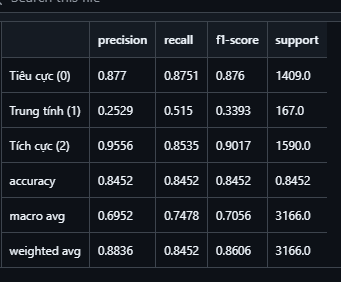 Search this file
precision recall f1-score support
Tiêu cực (0) 0.877 0.8751 0.876 1409.0
Trung tính (1) 0.2529 0.515 0.3393 167.0
Tích cực (2) 0.9556 0.8535 0.9017 1590.0
accuracy 0.8452 0.8452 0.8452 0.8452
macro avg 0.6952 0.7478 0.7056 3166.0
weighted avg 0.8836 0.8452 0.8606 3166.0